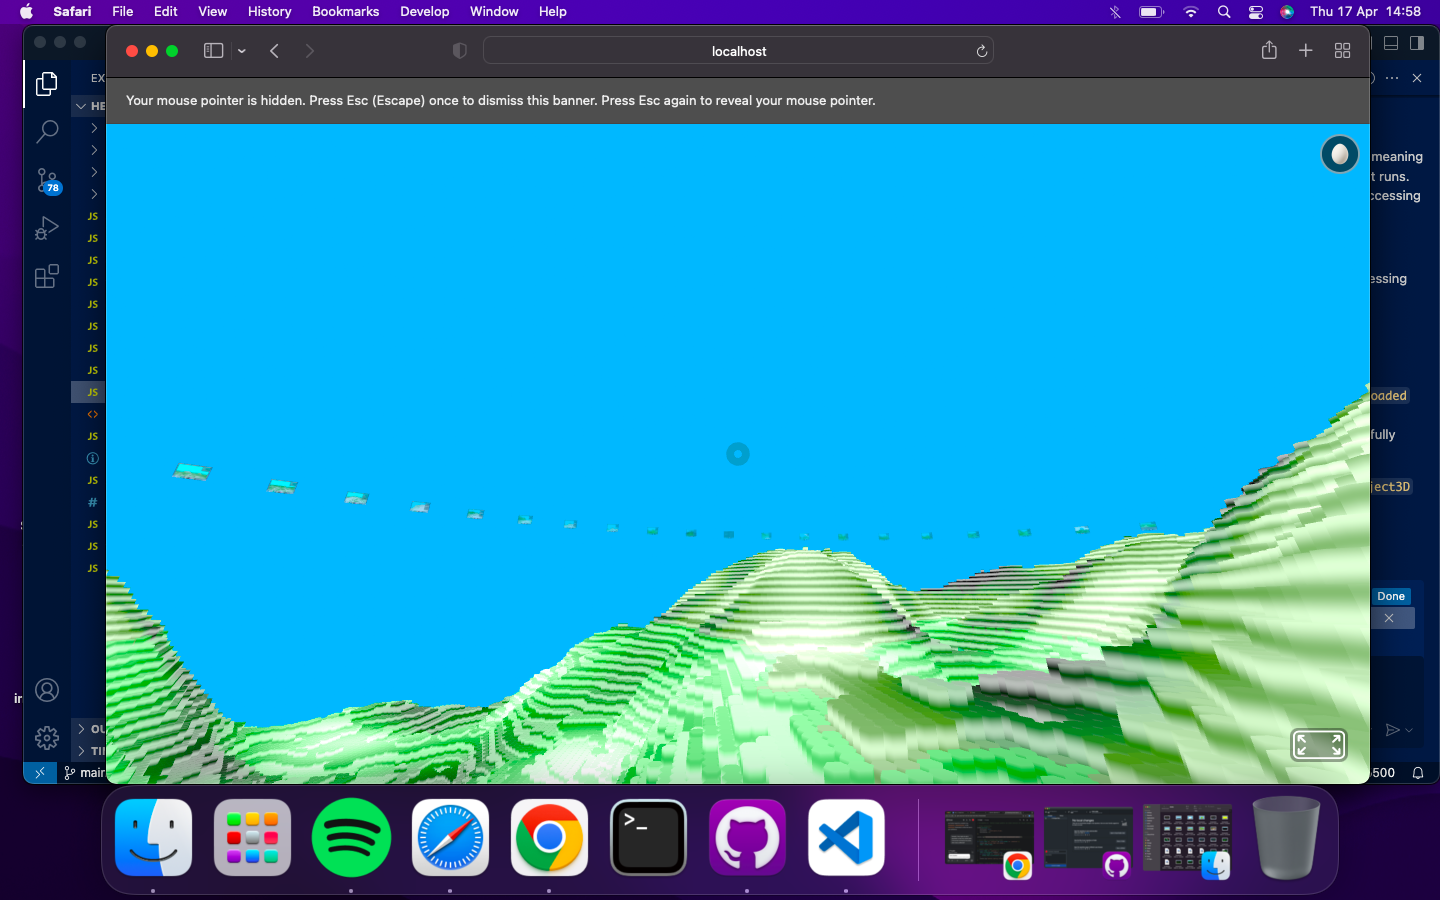 Safari File Edit View History Bookmarks Develop Window Help Thu 17 Apr 14:58
localhost
EX
Your mouse pointer is hidden. Press Esc (Escape) once to dismiss this banner. Press Esc again to reveal your mouse pointer.
HE
meaning
t runs.
78
ccessing
JS
JS
JS
essing
JS
JS
JS
JS
JS
JS
oaded
JS
fully
JS
ject3D
#
JS
JS
JS
Done
in
OU
TIN
main
500
>_